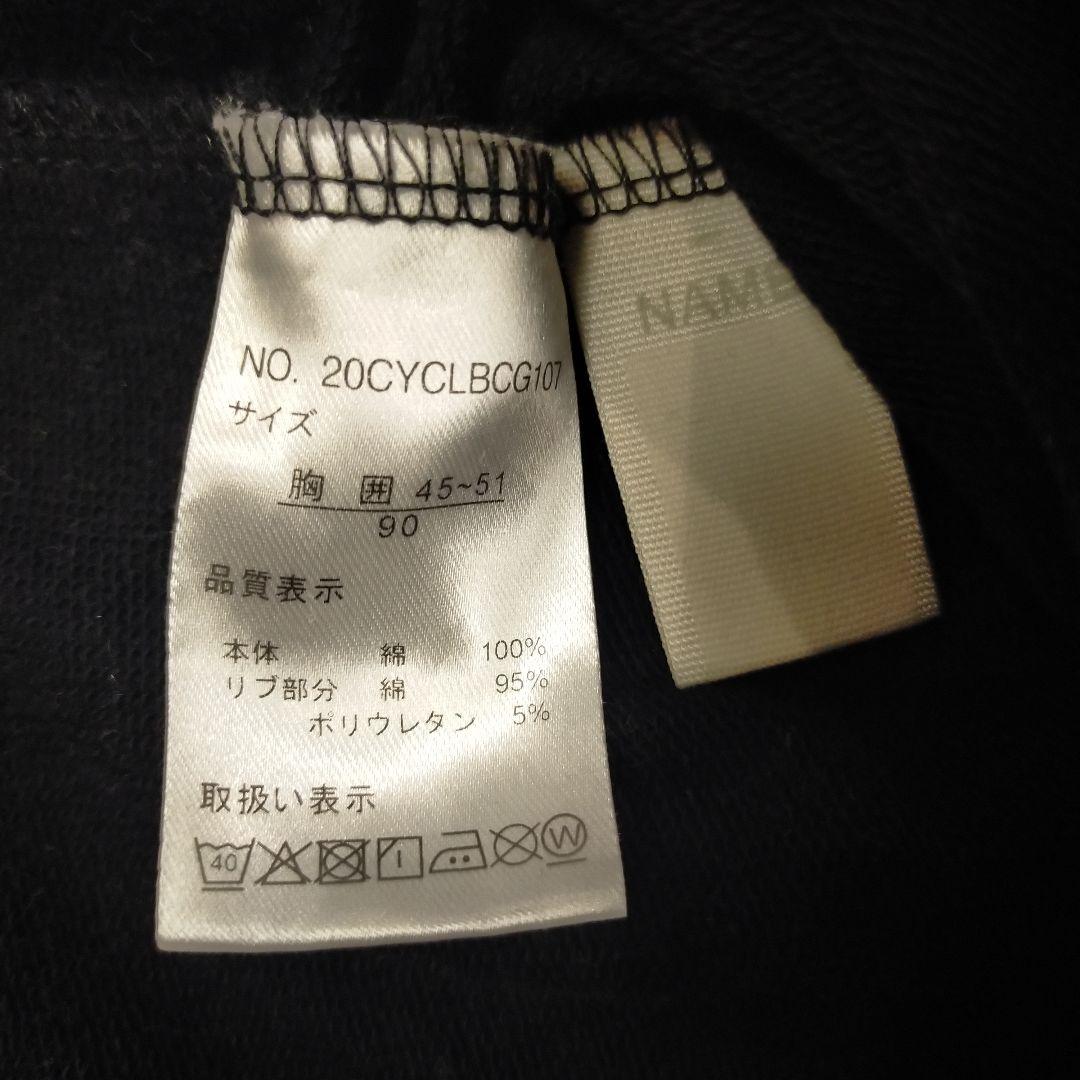 NO. 20CYCLBCG107
サイズ
胸 囲 45~51
90
品質表示
本体 綿 100%
リブ部分 綿 95%
ポリウレタン 5%
取扱い表示
40
W
NAME